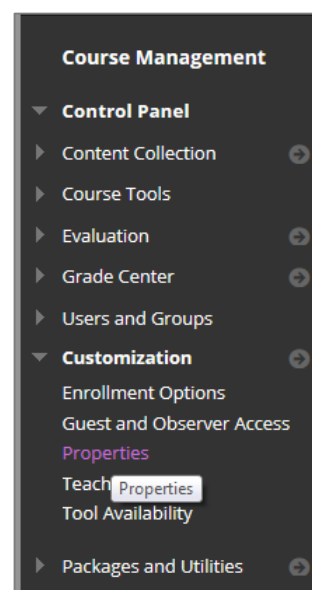 Course Management
Control Panel
Content Collection
Course Tools
Evaluation
Grade Center
Users and Groups
Customization
Enrollment Options
Guest and Observer Access
Properties
Teach
Properties
Tool Availability
Packages and Utilities